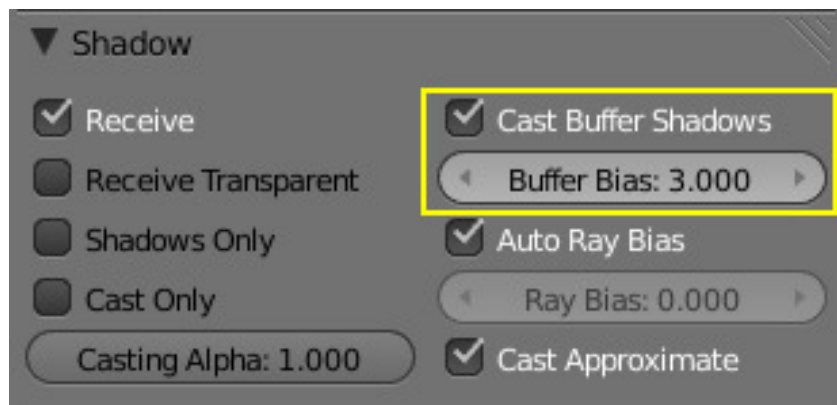 Shadow
Receive
Receive Transparent
Shadows Only
Cast Only
Casting Alpha: 1.000
Cast Buffer Shadows
Buffer Bias: 3.000
Auto Ray Bias
Ray Bias: 0.000
Cast Approximate